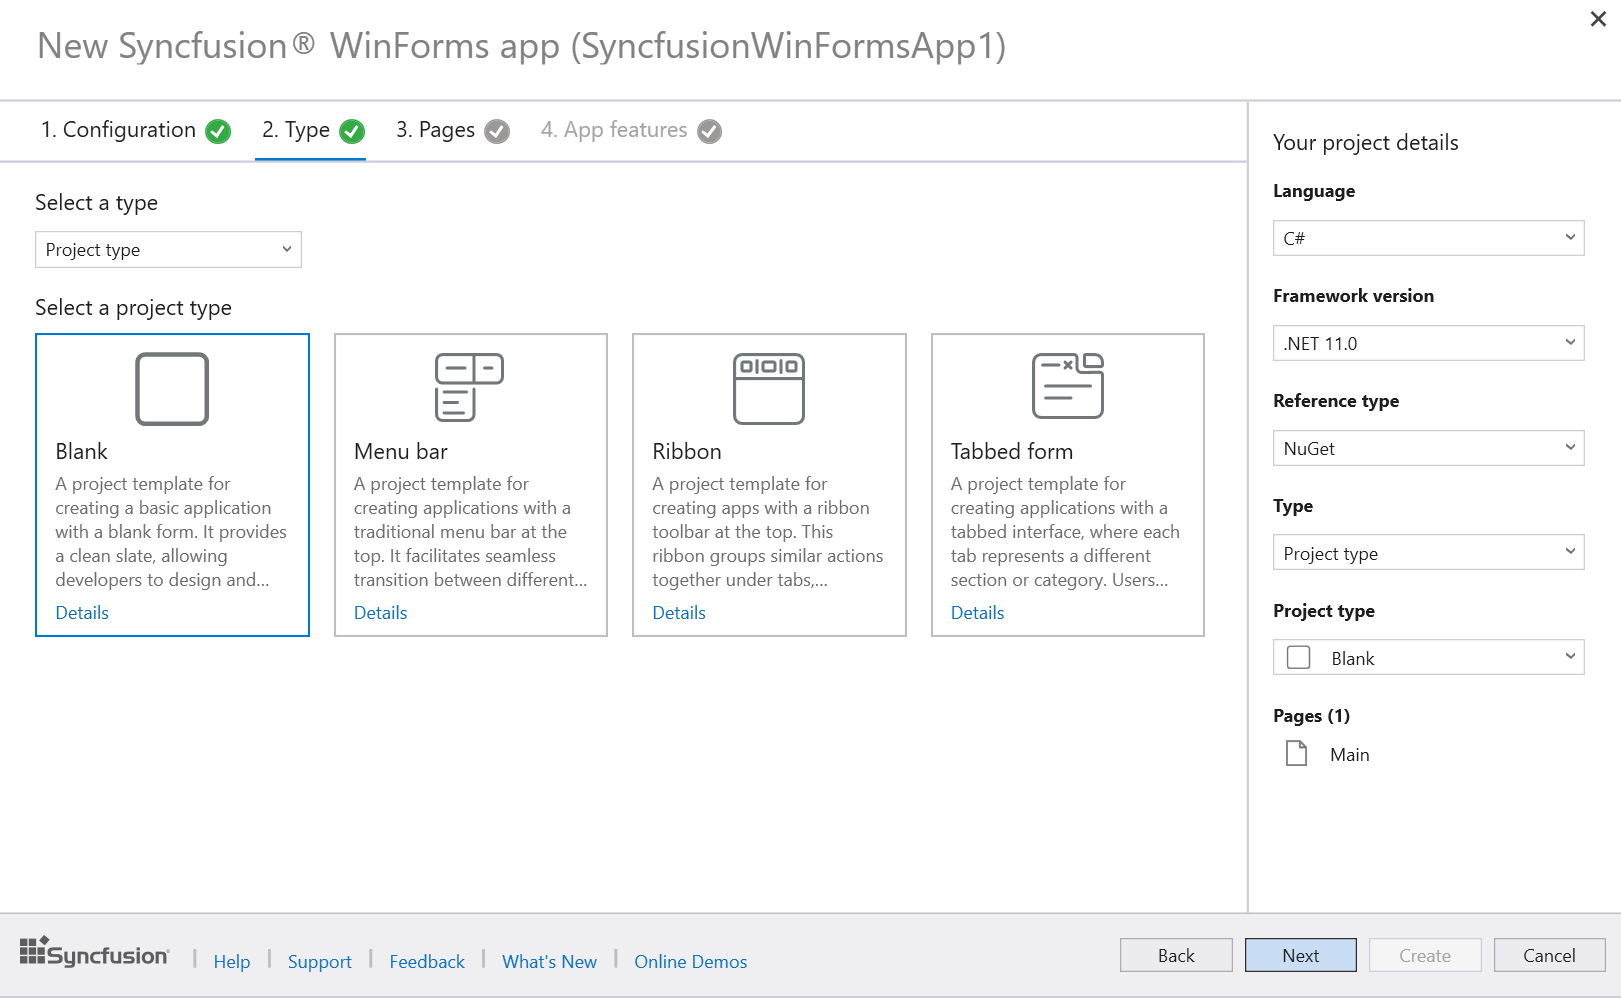 New Syncfusion® WinForms app (SyncfusionWinFormsApp1)
1. Configuration
2. Type
3. Pages
4. App features
Select a type
Project type
Select a project type
Blank
A project template for
creating a basic application
with a blank form. It provides
a clean slate, allowing
developers to design and...
Details
Menu bar
A project template for
creating applications with a
traditional menu bar at the
top. It facilitates seamless
transition between different...
Details
Ribbon
A project template for
creating apps with a ribbon
toolbar at the top. This
ribbon groups similar actions
together under tabs,...
Details
Tabbed form
A project template for
creating applications with a
tabbed interface, where each
tab represents a different
section or category. Users...
Details
Your project details
Language
C#
Framework version
.NET 11.0
Reference type
NuGet
Type
Project type
Project type
Blank
Pages (1)
Main
Syncfusion
Help
Support
Feedback
What's New
Online Demos
Back
Next
Create
Cancel